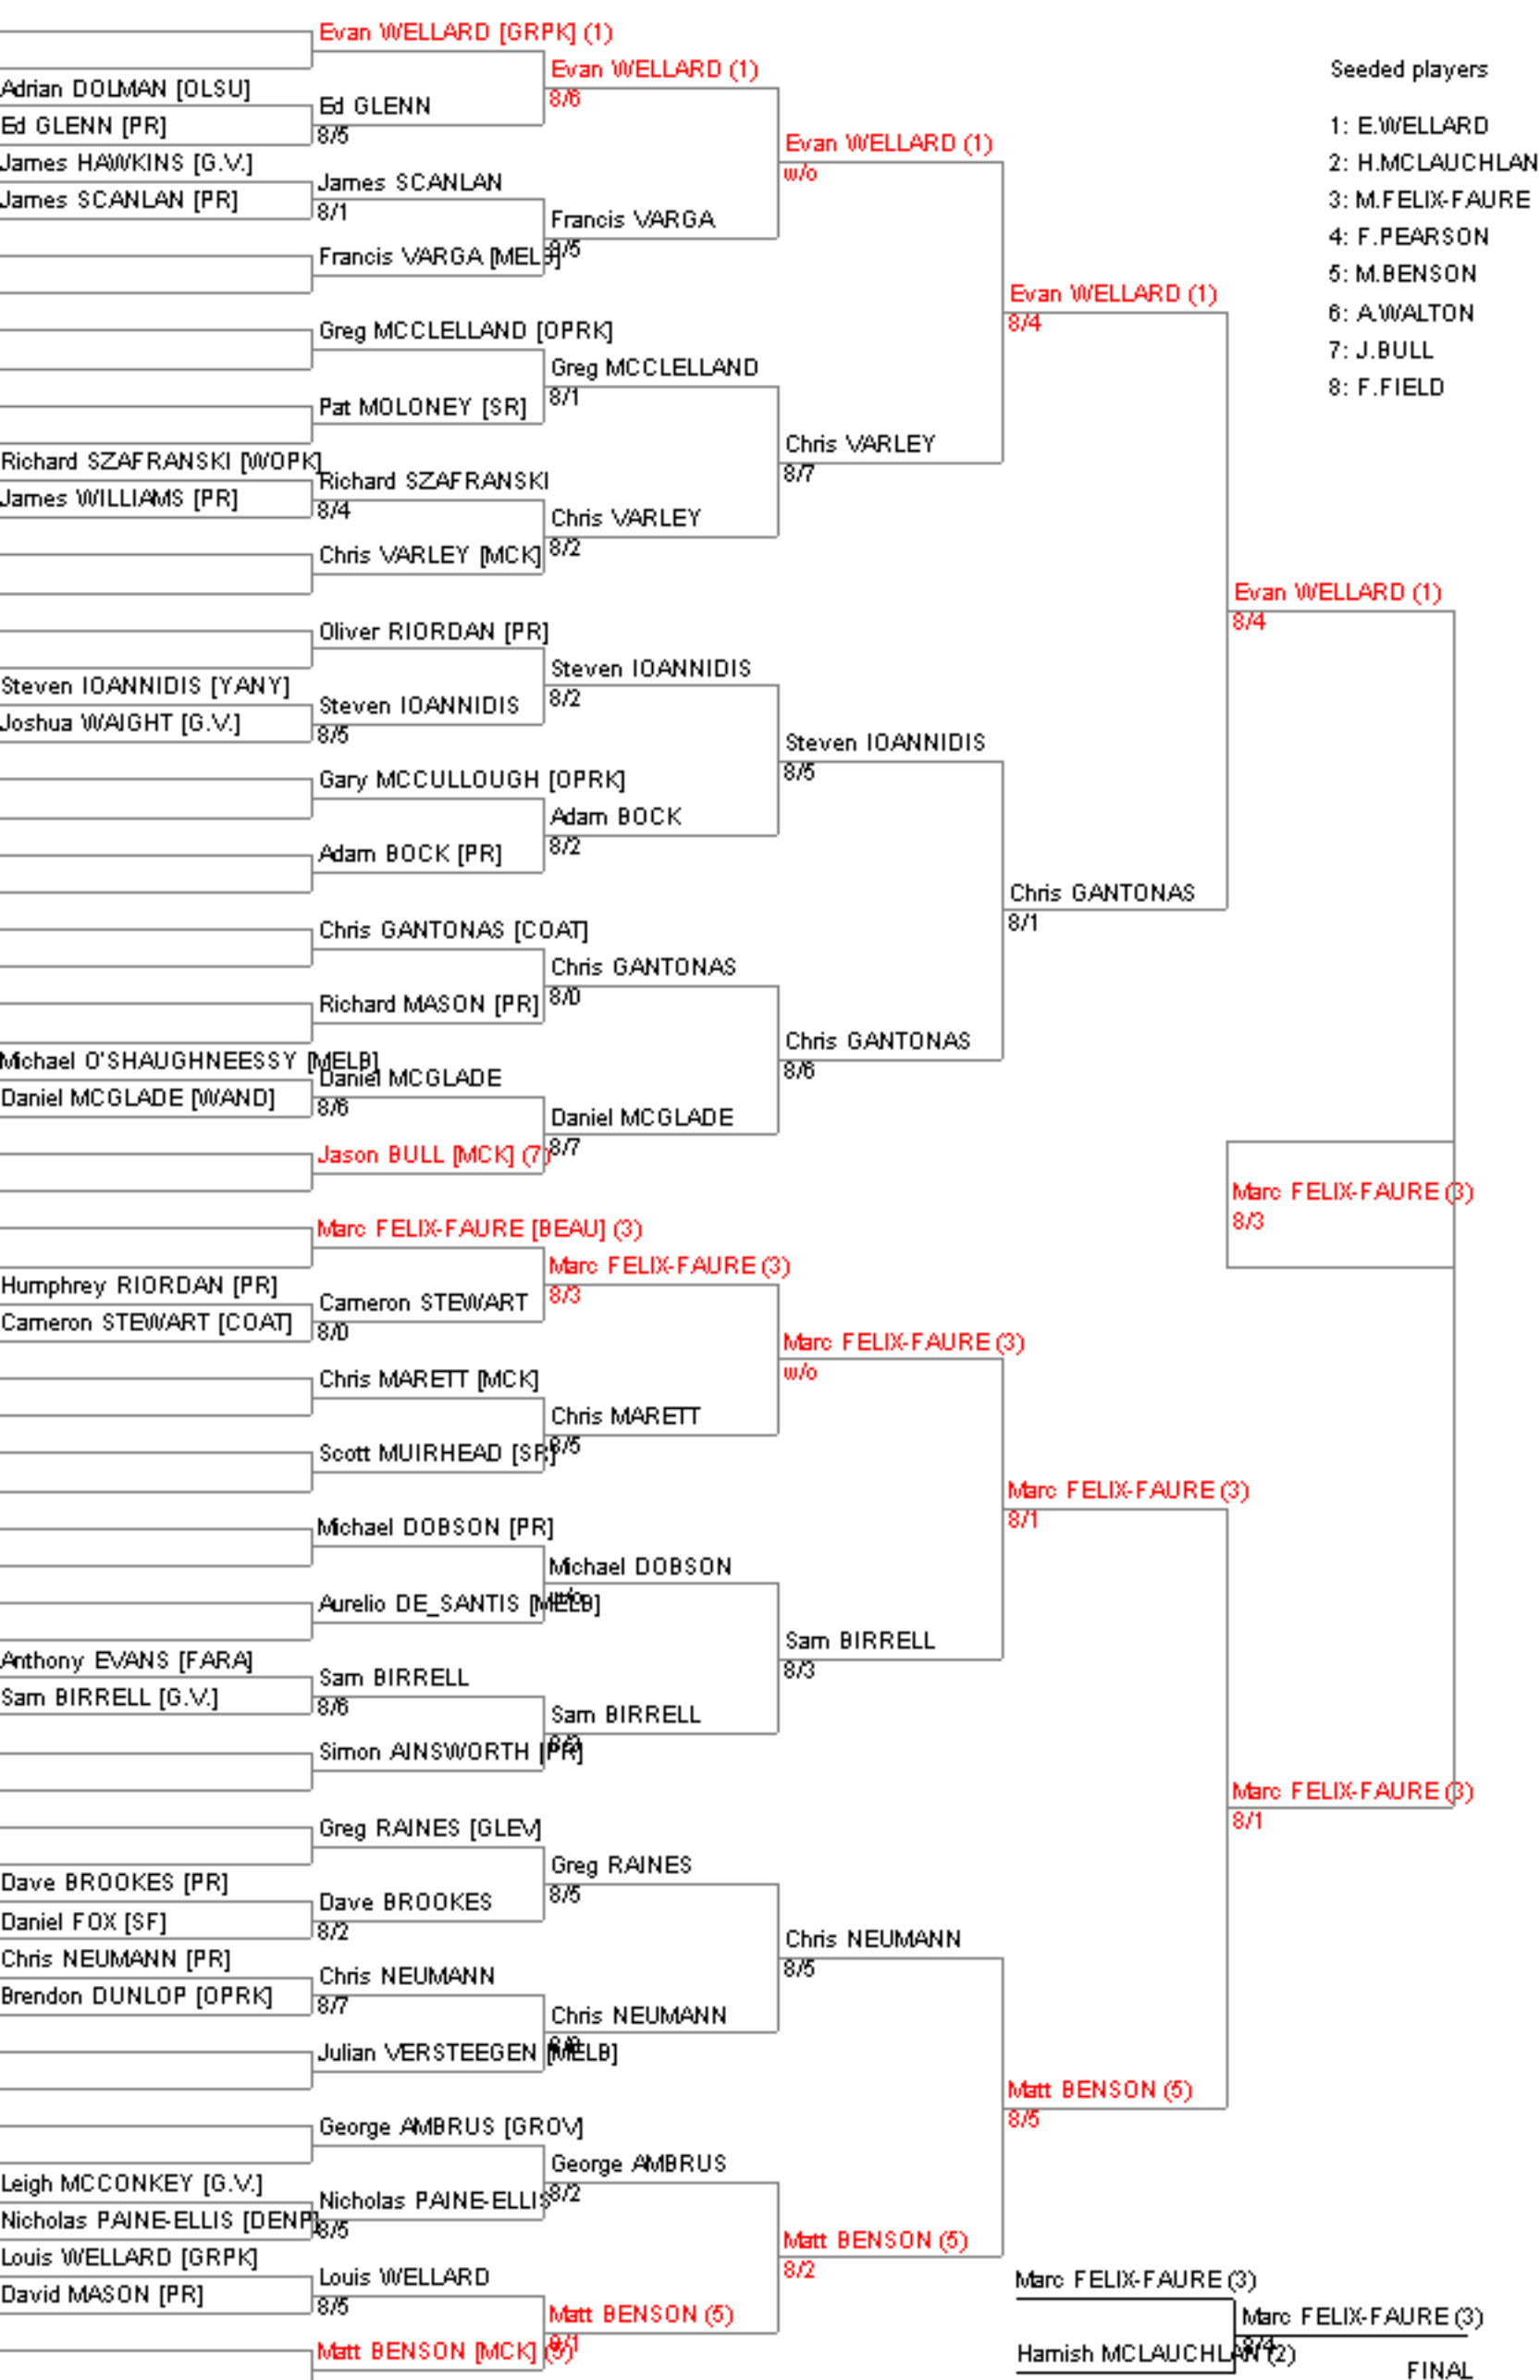 Evan WELLARD [GRPK] (1)
Adrian DOLMAN [OLSU]
Ed GLENN [PR]
Ed GLENN
8/5
James HAWKINS [G.V.]
James SCANLAN [PR]
James SCANLAN
8/1
Francis VARGA [MELB]
Greg MCCLELLAND [OPRK]
Pat MOLONEY [SR]
Richard SZAFRANSKI [WOPK]
James WILLIAMS [PR]
Richard SZAFRANSKI
8/4
Chris VARLEY [MCK]
Oliver RIORDAN [PR]
Steven IOANNIDIS [YANY]
Joshua WAIGHT [G.V.]
Steven IOANNIDIS
8/5
Gary MCCULLOUGH [OPRK]
Adam BOCK [PR]
Chris GANTONAS [COAT]
Richard MASON [PR]
Michael O'SHAUGHNEESSY [MELB]
Daniel MCGLADE [WAND]
Daniel MCGLADE
8/6
Jason BULL [MCK] (7)
Marc FELIX-FAURE [BEAU] (3)
Humphrey RIORDAN [PR]
Cameron STEWART [COAT]
Cameron STEWART
8/0
Chris MARETT [MCK]
Scott MUIRHEAD [SR]
Michael DOBSON [PR]
Aurelio DE_SANTIS [MELB]
Anthony EVANS [FARA]
Sam BIRRELL [G.V.]
Sam BIRRELL
8/6
Simon AINSWORTH [PR]
Greg RAINES [GLEV]
Dave BROOKES [PR]
Daniel FOX [SF]
Dave BROOKES
8/2
Chris NEUMANN [PR]
Brendon DUNLOP [OPRK]
Chris NEUMANN
8/7
Julian VERSTEEGEN [MELB]
George AMBRUS [GROV]
Leigh MCCONKEY [G.V.]
Nicholas PAINE-ELLIS [DENP]
Nicholas PAINE-ELLIS
8/5
Louis WELLARD [GRPK]
David MASON [PR]
Louis WELLARD
8/5
Matt BENSON [MCK] (5)
Evan WELLARD (1)
8/6
Francis VARGA
8/5
Greg MCCLELLAND
8/1
Chris VARLEY
8/2
Steven IOANNIDIS
8/2
Adam BOCK
8/2
Chris GANTONAS
8/0
Daniel MCGLADE
8/7
Marc FELIX-FAURE (3)
8/3
Chris MARETT
8/5
Michael DOBSON
w/o
Sam BIRRELL
Greg RAINES
8/5
Chris NEUMANN
George AMBRUS
8/2
Matt BENSON (5)
8/1
Evan WELLARD (1)
w/o
Chris VARLEY
8/7
Steven IOANNIDIS
8/5
Chris GANTONAS
8/6
Marc FELIX-FAURE (3)
w/o
Sam BIRRELL
8/3
Chris NEUMANN
8/5
Matt BENSON (5)
8/2
Evan WELLARD (1)
8/4
Chris GANTONAS
8/1
Marc FELIX-FAURE (3)
8/1
Matt BENSON (5)
8/5
Evan WELLARD (1)
8/4
Marc FELIX-FAURE (3)
8/3
Marc FELIX-FAURE (3)
8/1
Seeded players
1: E.WELLARD
2: H.MCLAUCHLAN
3: M.FELIX-FAURE
4: F.PEARSON
5: M.BENSON
6: A.WALTON
7: J.BULL
8: F.FIELD
Marc FELIX-FAURE (3)
Hamish MCLAUCHLAN (2)
Marc FELIX-FAURE (3)
8/4
FINAL